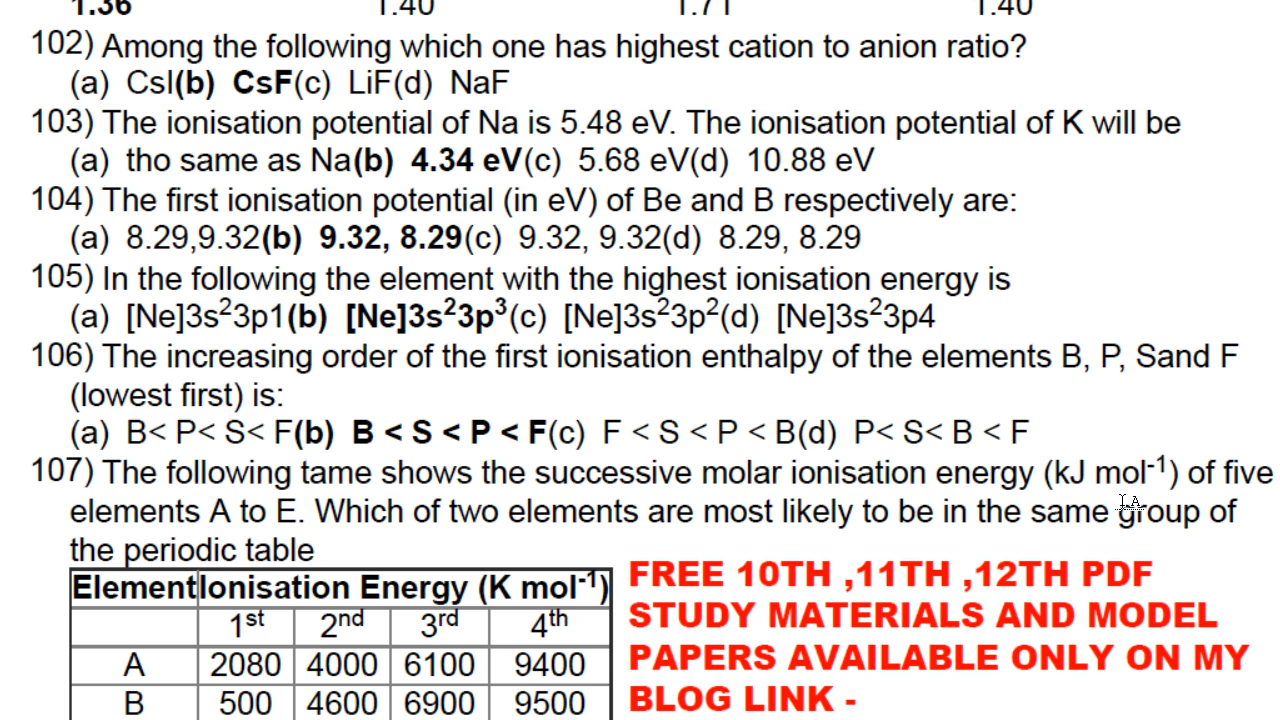 1.36 1.40 1.71 1.40
102) Among the following which one has highest cation to anion ratio?
(a) CsI(b) CsF(c) LiF(d) NaF
103) The ionisation potential of Na is 5.48 eV. The ionisation potential of K will be
(a) tho same as Na(b) 4.34 eV(c) 5.68 eV(d) 10.88 eV
104) The first ionisation potential (in eV) of Be and B respectively are:
(a) 8.29,9.32(b) 9.32, 8.29(c) 9.32, 9.32(d) 8.29, 8.29
105) In the following the element with the highest ionisation energy is
(a) [Ne]3s²3p1(b) [Ne]3s²3p³(c) [Ne]3s²3p²(d) [Ne]3s²3p4
106) The increasing order of the first ionisation enthalpy of the elements B, P, Sand F
(lowest first) is:
(a) B< P< S< F(b) B < S < P < F(c) F < S < P < B(d) P< S< B < F
107) The following tame shows the successive molar ionisation energy (kJ mol⁻¹) of five
elements A to E. Which of two elements are most likely to be in the same group of
the periodic table
Element Ionisation Energy (K mol⁻¹)
1st 2nd 3rd 4th
A 2080 4000 6100 9400
B 500 4600 6900 9500
FREE 10TH ,11TH ,12TH PDF
STUDY MATERIALS AND MODEL
PAPERS AVAILABLE ONLY ON MY
BLOG LINK -